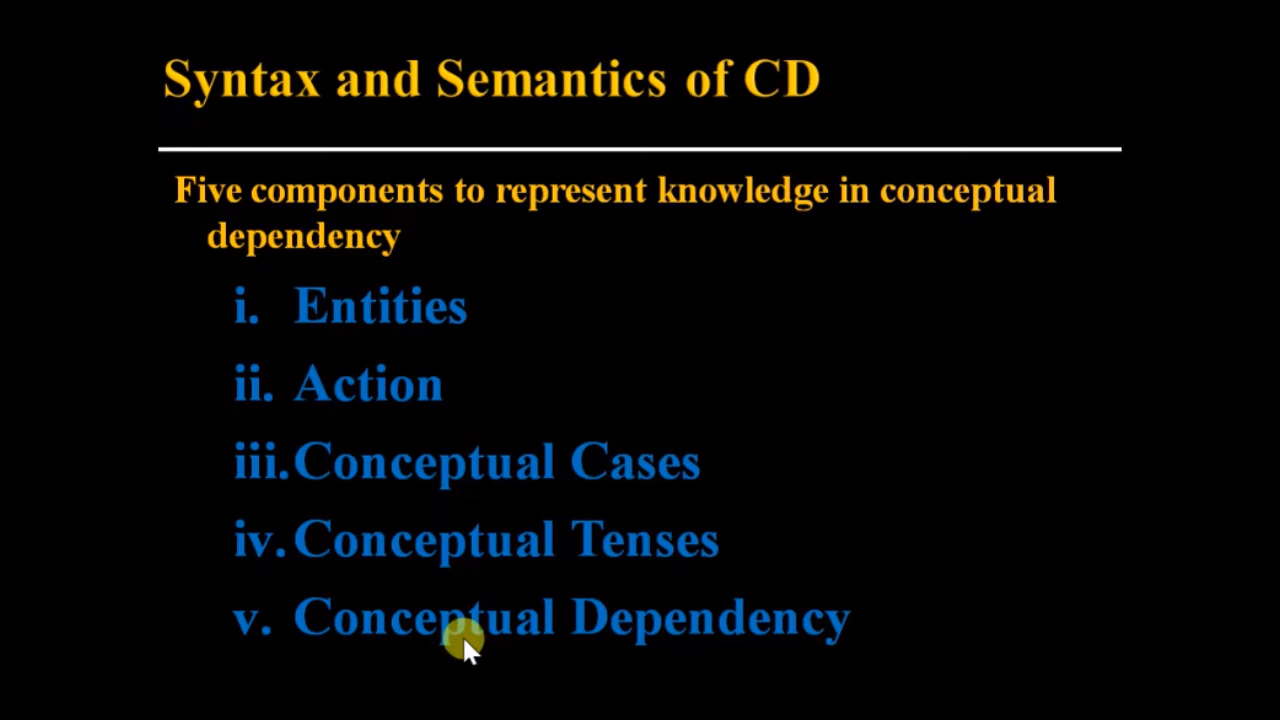 Syntax and Semantics of CD
Five components to represent knowledge in conceptual
dependency
i. Entities
ii. Action
iii. Conceptual Cases
iv. Conceptual Tenses
v. Conceptual Dependency